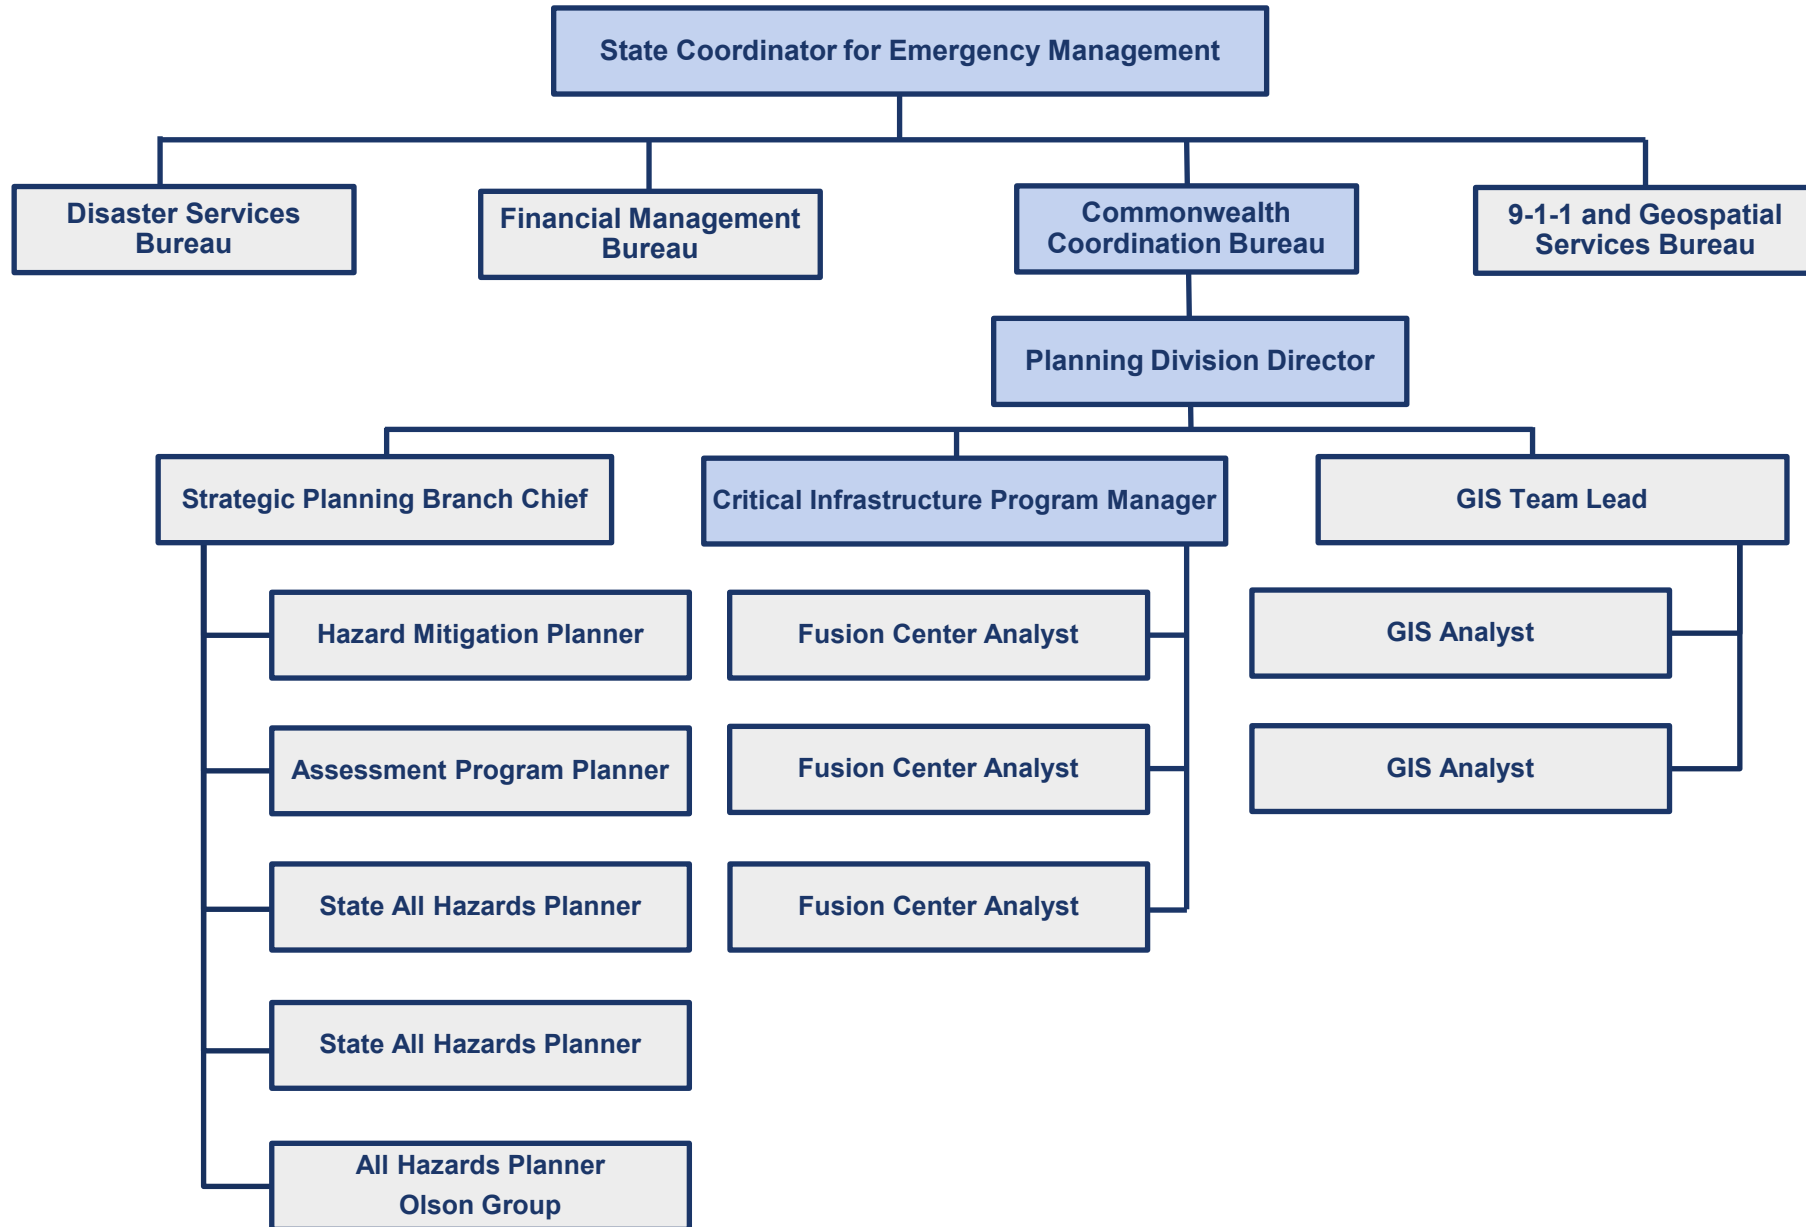 State Coordinator for Emergency Management
Disaster Services
Bureau
Financial Management
Bureau
Commonwealth
Coordination Bureau
9-1-1 and Geospatial
Services Bureau
Planning Division Director
Strategic Planning Branch Chief
Critical Infrastructure Program Manager
GIS Team Lead
Hazard Mitigation Planner
Fusion Center Analyst
GIS Analyst
Assessment Program Planner
Fusion Center Analyst
GIS Analyst
State All Hazards Planner
Fusion Center Analyst
State All Hazards Planner
All Hazards Planner
Olson Group